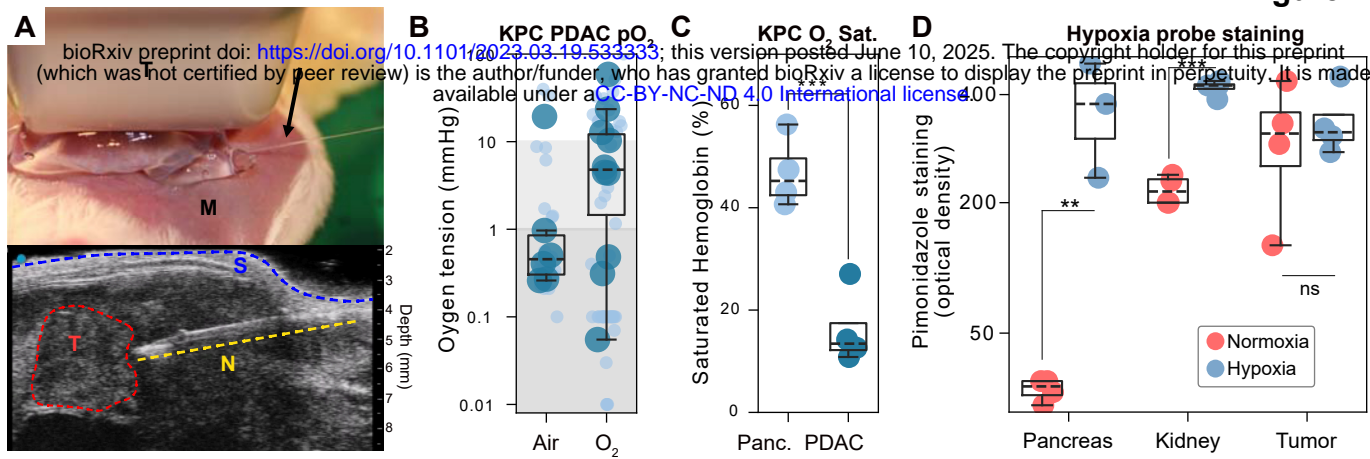 A
B
C
D
KPC PDAC pO2
KPC O2 Sat.
Hypoxia probe staining
bioRxiv preprint doi: https://doi.org/10.1101/2023.03.19.533333; this version posted June 10, 2025. The copyright holder for this preprint
(which was not certified by peer review) is the author/funder, who has granted bioRxiv a license to display the preprint in perpetuity. It is made
available under a CC-BY-NC-ND 4.0 International license.
T
M
S
T
N
2
3
4
5
6
7
8
Depth (mm)
Oxygen tension (mmHg)
100
10
1
0.1
0.01
Air
O2
Saturated Hemoglobin (%)
60
40
20
0
***
Panc.
PDAC
Pimonidazole staining
(optical density)
400
200
50
**
***
ns
Normoxia
Hypoxia
Pancreas
Kidney
Tumor